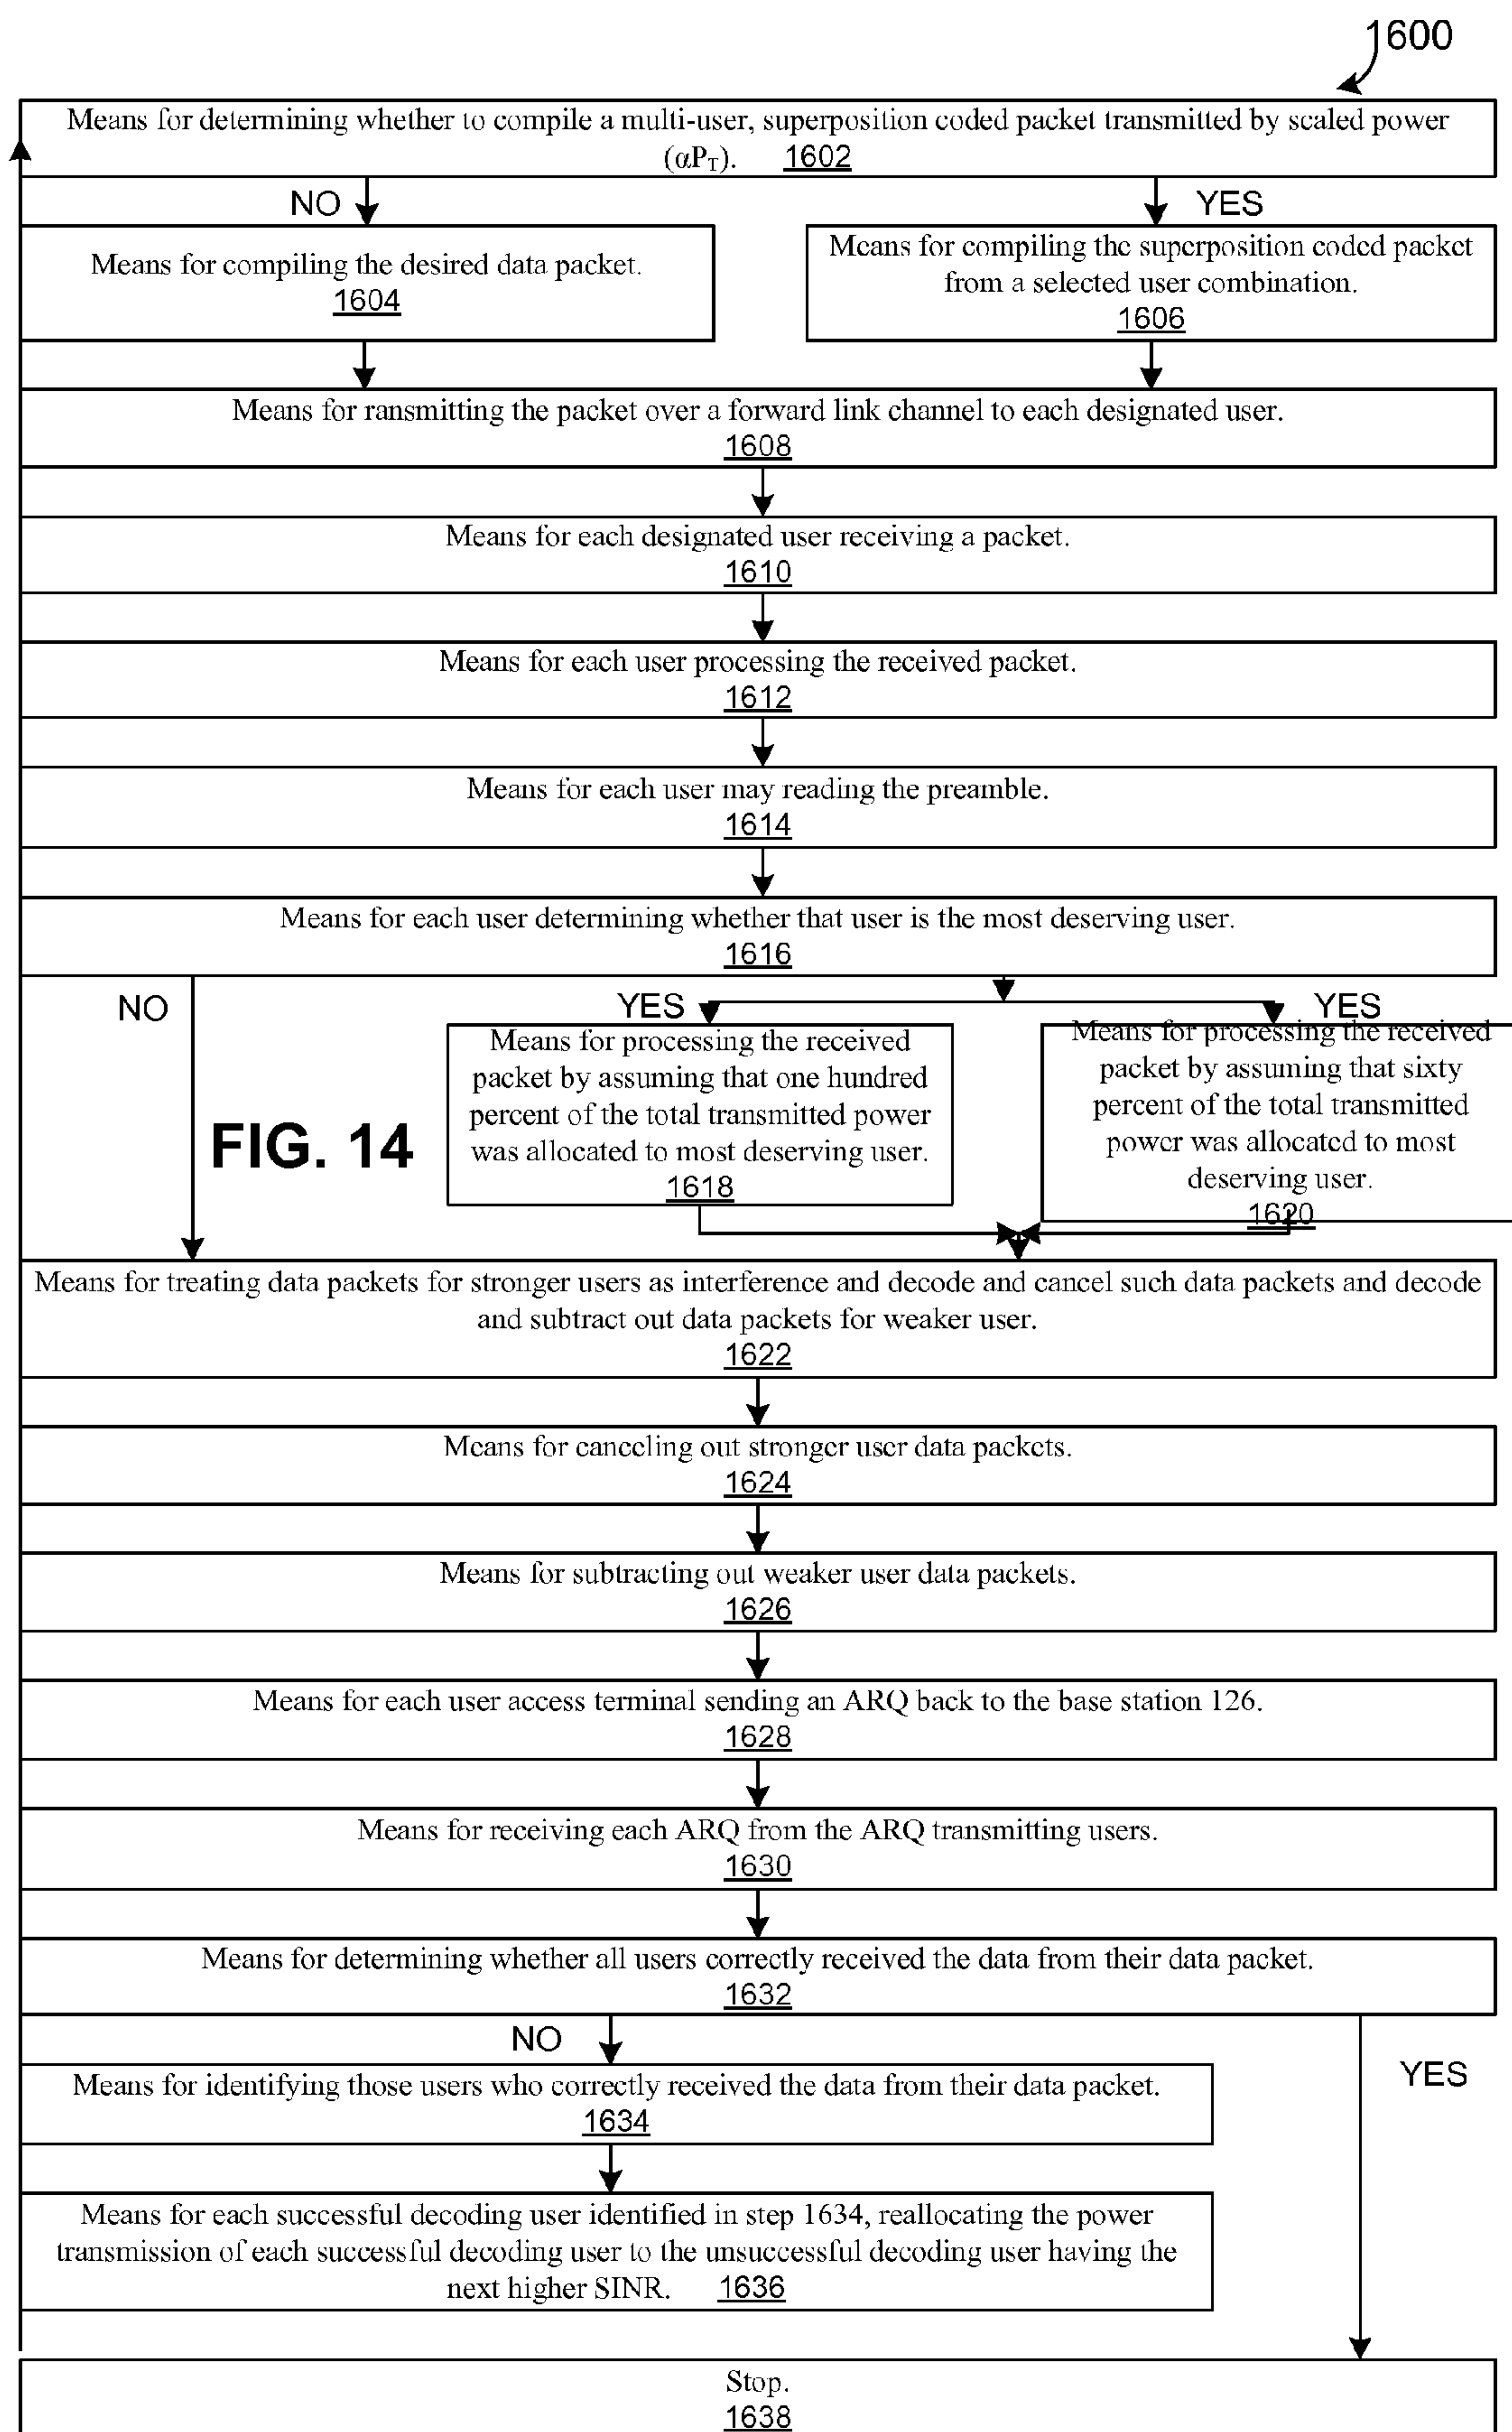 1600
Means for determining whether to compile a multi-user, superposition coded packet transmitted by scaled power
(αPT). 1602
NO
YES
Means for compiling the desired data packet.
1604
Means for compiling the superposition coded packet
from a selected user combination.
1606
Means for ransmitting the packet over a forward link channel to each designated user.
1608
Means for each designated user receiving a packet.
1610
Means for each user processing the received packet.
1612
Means for each user may reading the preamble.
1614
Means for each user determining whether that user is the most deserving user.
1616
NO
YES
YES
Means for processing the received
packet by assuming that one hundred
percent of the total transmitted power
was allocated to most deserving user.
1618
Means for processing the received
packet by assuming that sixty
percent of the total transmitted
power was allocated to most
deserving user.
1620
FIG. 14
Means for treating data packets for stronger users as interference and decode and cancel such data packets and decode
and subtract out data packets for weaker user.
1622
Means for canceling out stronger user data packets.
1624
Means for subtracting out weaker user data packets.
1626
Means for each user access terminal sending an ARQ back to the base station 126.
1628
Means for receiving each ARQ from the ARQ transmitting users.
1630
Means for determining whether all users correctly received the data from their data packet.
1632
NO
YES
Means for identifying those users who correctly received the data from their data packet.
1634
Means for each successful decoding user identified in step 1634, reallocating the power
transmission of each successful decoding user to the unsuccessful decoding user having the
next higher SINR. 1636
Stop.
1638